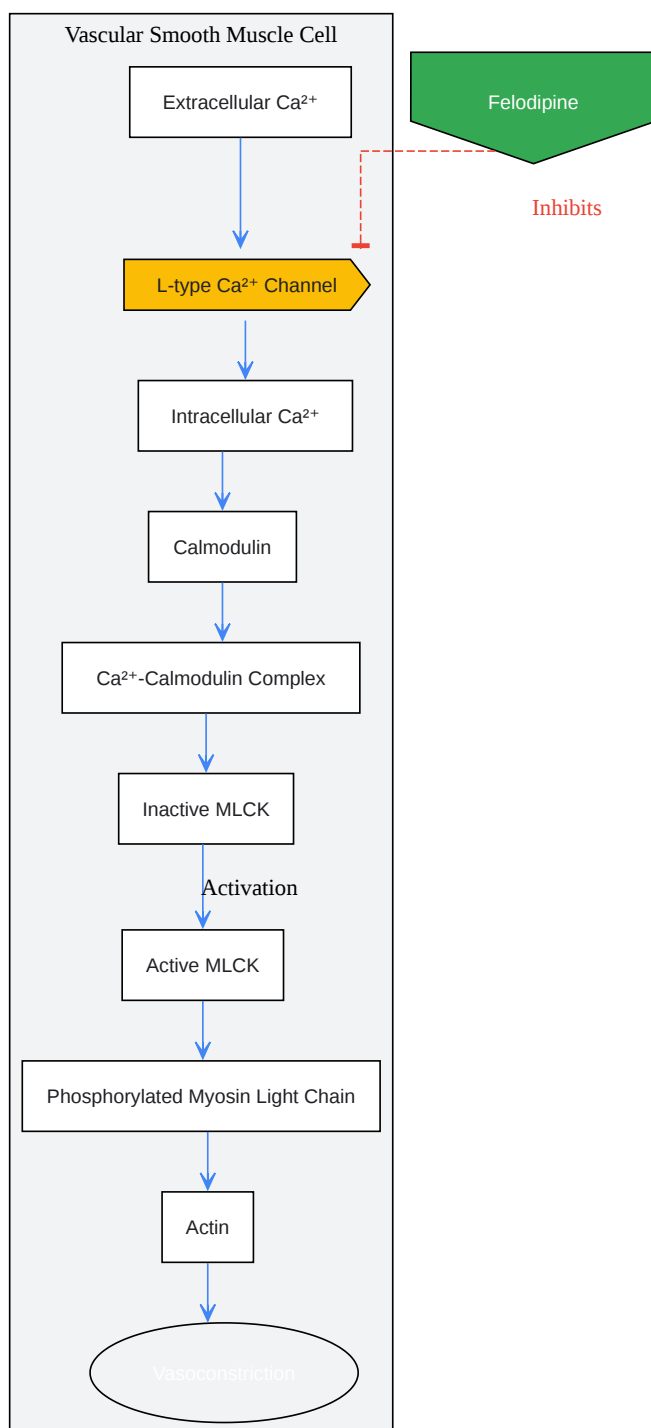 Vascular Smooth Muscle Cell
Extracellular Ca²⁺
Felodipine
Inhibits
L-type Ca²⁺ Channel
Intracellular Ca²⁺
Calmodulin
Ca²⁺-Calmodulin Complex
Inactive MLCK
Activation
Active MLCK
Phosphorylated Myosin Light Chain
Actin
Vasoconstriction